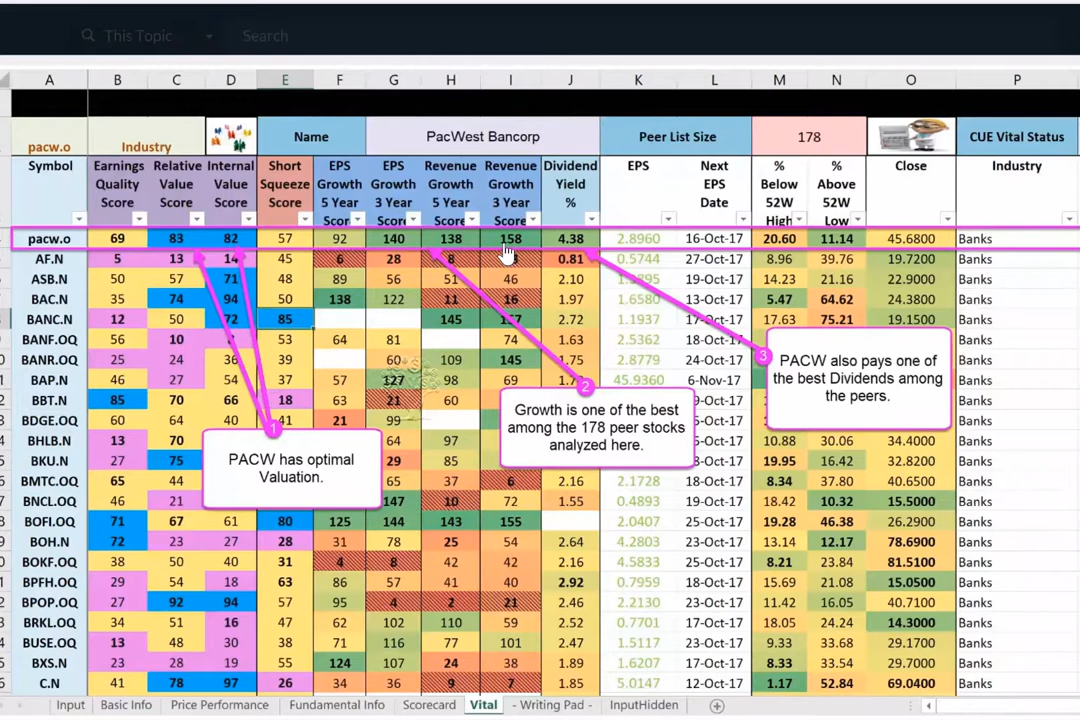 This Topic Search
A B C D E F G H I J K L M N O P
pacw.o Industry Name PacWest Bancorp Peer List Size 178 CUE Vital Status
Symbol Earnings Quality Score Relative Value Score Internal Value Score Short Squeeze Score EPS Growth 5 Year Score EPS Growth 3 Year Score Revenue Growth 5 Year Score Revenue Growth 3 Year Score Dividend Yield % EPS Next EPS Date % Below 52W High % Above 52W Low Close Industry
pacw.o 69 83 82 57 92 140 138 158 4.38 2.8960 16-Oct-17 20.60 11.14 45.6800 Banks
AF.N 5 13 14 45 6 28 8 0.81 0.5744 27-Oct-17 8.96 39.76 19.7200 Banks
ASB.N 50 57 71 48 89 56 51 46 2.10 19-Oct-17 14.23 21.16 22.9000 Banks
BAC.N 35 74 94 50 138 122 11 16 1.97 1.6580 13-Oct-17 5.47 64.62 24.3800 Banks
BANC.N 12 50 72 85 145 157 2.72 1.1937 17-Oct-17 17.63 75.21 19.1500 Banks
BANF.OQ 56 10 53 64 81 74 1.63 2.5362 18-Oct-17 Banks
BANR.OQ 25 24 36 39 60 109 145 1.75 2.8779 24-Oct-17 Banks
BAP.N 46 27 54 37 57 127 98 69 45.9360 6-Nov-17 Banks
BBT.N 85 70 66 18 63 21 60 Banks
BDGE.OQ 60 64 40 41 21 99 Banks
BHLB.N 13 70 64 97 10.88 30.06 34.4000 Banks
BKU.N 27 75 29 85 19.95 16.42 32.8200 Banks
BMTC.OQ 65 44 65 37 6 2.16 2.1728 18-Oct-17 8.34 37.80 40.6500 Banks
BNCL.OQ 46 21 147 10 72 1.55 0.4893 19-Oct-17 18.42 10.32 15.5000 Banks
BOFI.OQ 71 67 61 80 125 144 143 155 2.0407 25-Oct-17 19.28 46.38 26.2900 Banks
BOH.N 72 23 27 28 31 78 25 54 2.64 4.2803 23-Oct-17 13.14 12.17 78.6900 Banks
BOKF.OQ 38 50 40 31 4 8 42 42 2.16 4.5833 25-Oct-17 8.21 23.84 81.5100 Banks
BPFH.OQ 29 54 18 63 86 57 41 40 2.92 0.7959 18-Oct-17 15.69 21.08 15.0500 Banks
BPOP.OQ 27 92 94 57 95 4 2 21 2.46 2.2130 23-Oct-17 11.42 16.05 40.7100 Banks
BRKL.OQ 34 51 16 47 62 102 110 59 2.52 0.7701 17-Oct-17 18.05 24.24 14.3000 Banks
BUSE.OQ 13 48 30 38 71 116 77 101 2.47 1.5117 23-Oct-17 9.33 33.68 29.1700 Banks
BXS.N 23 28 19 55 124 107 24 38 1.89 1.6207 17-Oct-17 8.33 33.54 29.7000 Banks
C.N 41 78 97 26 34 36 9 7 1.85 5.0147 12-Oct-17 1.17 52.84 69.0400 Banks
1
PACW has optimal
Valuation.
2
Growth is one of the best
among the 178 peer stocks
analyzed here.
3
PACW also pays one of
the best Dividends among
the peers.
Input Basic Info Price Performance Fundamental Info Scorecard Vital - Writing Pad - InputHidden